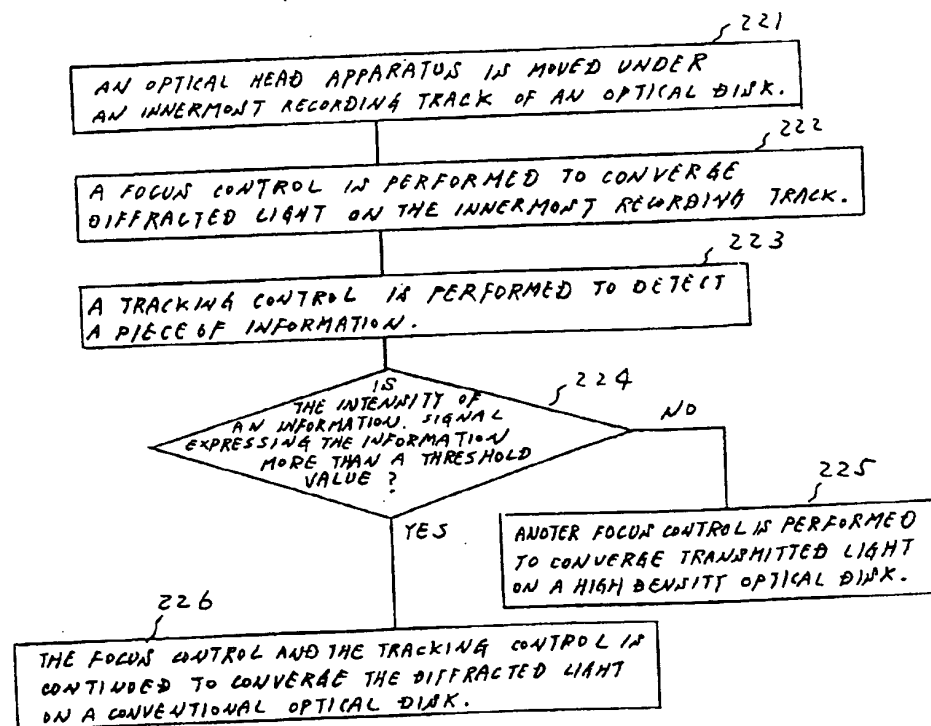 221
AN OPTICAL HEAD APPARATUS IS MOVED UNDER
AN INNERMOST RECORDING TRACK OF AN OPTICAL DISK.
222
A FOCUS CONTROL IS PERFORMED TO CONVERGE
DIFFRACTED LIGHT ON THE INNERMOST RECORDING TRACK.
223
A TRACKING CONTROL IS PERFORMED TO DETECT
A PIECE OF INFORMATION.
224
IS
THE INTENSITY OF
AN INFORMATION. SIGNAL
EXPRESSING THE INFORMATION
MORE THAN A THRESHOLD
VALUE ?
NO
YES
225
ANOTER FOCUS CONTROL IS PERFORMED
TO CONVERGE TRANSMITTED LIGHT
ON A HIGH DENSITY OPTICAL DISK.
226
THE FOCUS CONTROL AND THE TRACKING CONTROL IS
CONTINUED TO CONVERGE THE DIFFRACTED LIGHT
ON A CONVENTIONAL OPTICAL DISK.